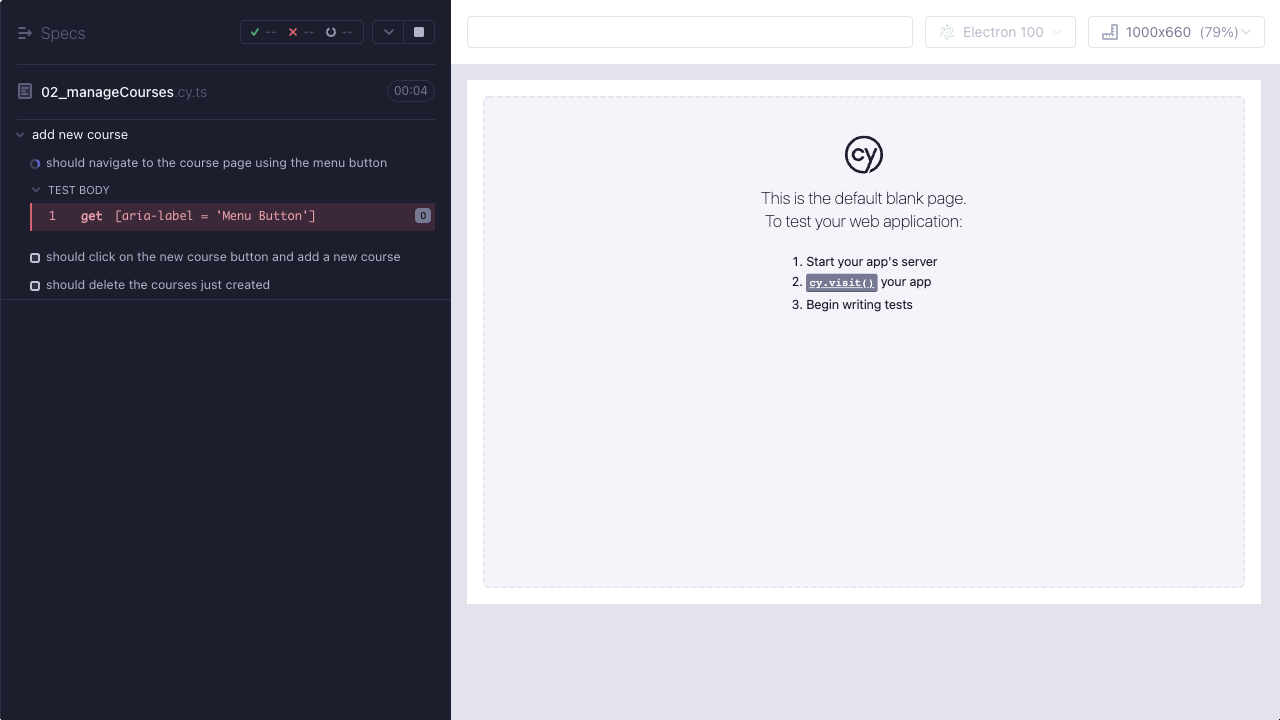 Specs
--
--
--
02_manageCourses.cy.ts
00:04
add new course
should navigate to the course page using the menu button
TEST BODY
1 get [aria-label = 'Menu Button'] 0
should click on the new course button and add a new course
should delete the courses just created
Electron 100
1000x660 (79%)
cy
This is the default blank page.
To test your web application:
1. Start your app's server
2. cy.visit() your app
3. Begin writing tests